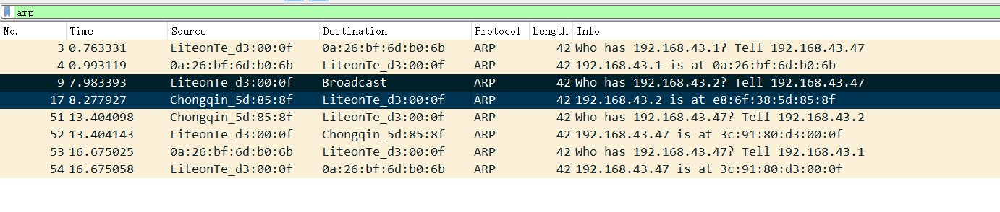 arp
No. Time Source Destination Protocol Length Info
3 0.763331 LiteonTe_d3:00:0f 0a:26:bf:6d:b0:6b ARP 42 Who has 192.168.43.1? Tell 192.168.43.47
4 0.993119 0a:26:bf:6d:b0:6b LiteonTe_d3:00:0f ARP 42 192.168.43.1 is at 0a:26:bf:6d:b0:6b
9 7.983393 LiteonTe_d3:00:0f Broadcast ARP 42 Who has 192.168.43.2? Tell 192.168.43.47
17 8.277927 Chongqin_5d:85:8f LiteonTe_d3:00:0f ARP 42 192.168.43.2 is at e8:6f:38:5d:85:8f
51 13.404098 Chongqin_5d:85:8f LiteonTe_d3:00:0f ARP 42 Who has 192.168.43.47? Tell 192.168.43.2
52 13.404143 LiteonTe_d3:00:0f Chongqin_5d:85:8f ARP 42 192.168.43.47 is at 3c:91:80:d3:00:0f
53 16.675025 0a:26:bf:6d:b0:6b LiteonTe_d3:00:0f ARP 42 Who has 192.168.43.47? Tell 192.168.43.1
54 16.675058 LiteonTe_d3:00:0f 0a:26:bf:6d:b0:6b ARP 42 192.168.43.47 is at 3c:91:80:d3:00:0f